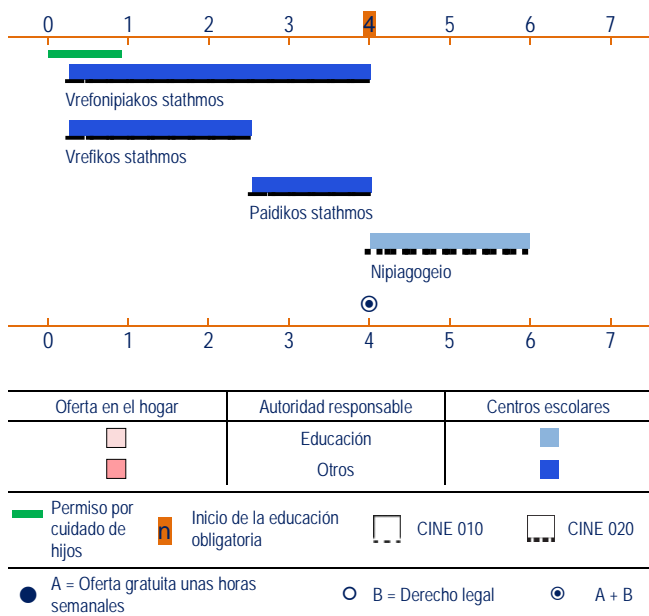 0 1 2 3 4 5 6 7
Vrefonipiakos stathmos
Vrefikos stathmos
Paidikos stathmos
Nipiagogeio
0 1 2 3 4 5 6 7
Oferta en el hogar Autoridad responsable Centros escolares
Educación
Otros
Permiso por
cuidado de
hijos
n Inicio de la educación
obligatoria
CINE 010 CINE 020
A = Oferta gratuita unas horas
semanales
B = Derecho legal A + B